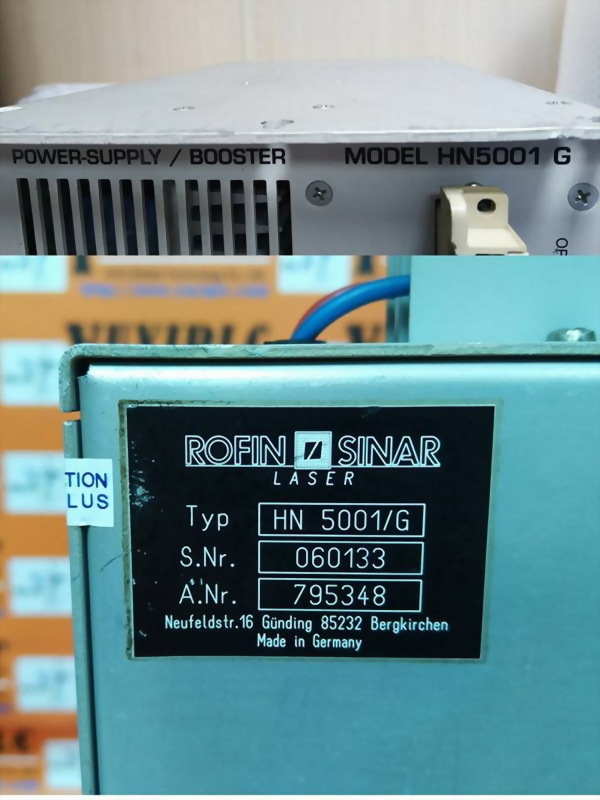 POWER-SUPPLY / BOOSTER MODEL HN5001 G
TION
LUS
ROFIN SINAR
LASER
Typ HN 5001/G
S.Nr. 060133
A.Nr. 795348
Neufeldstr.16 Günding 85232 Bergkirchen
Made in Germany